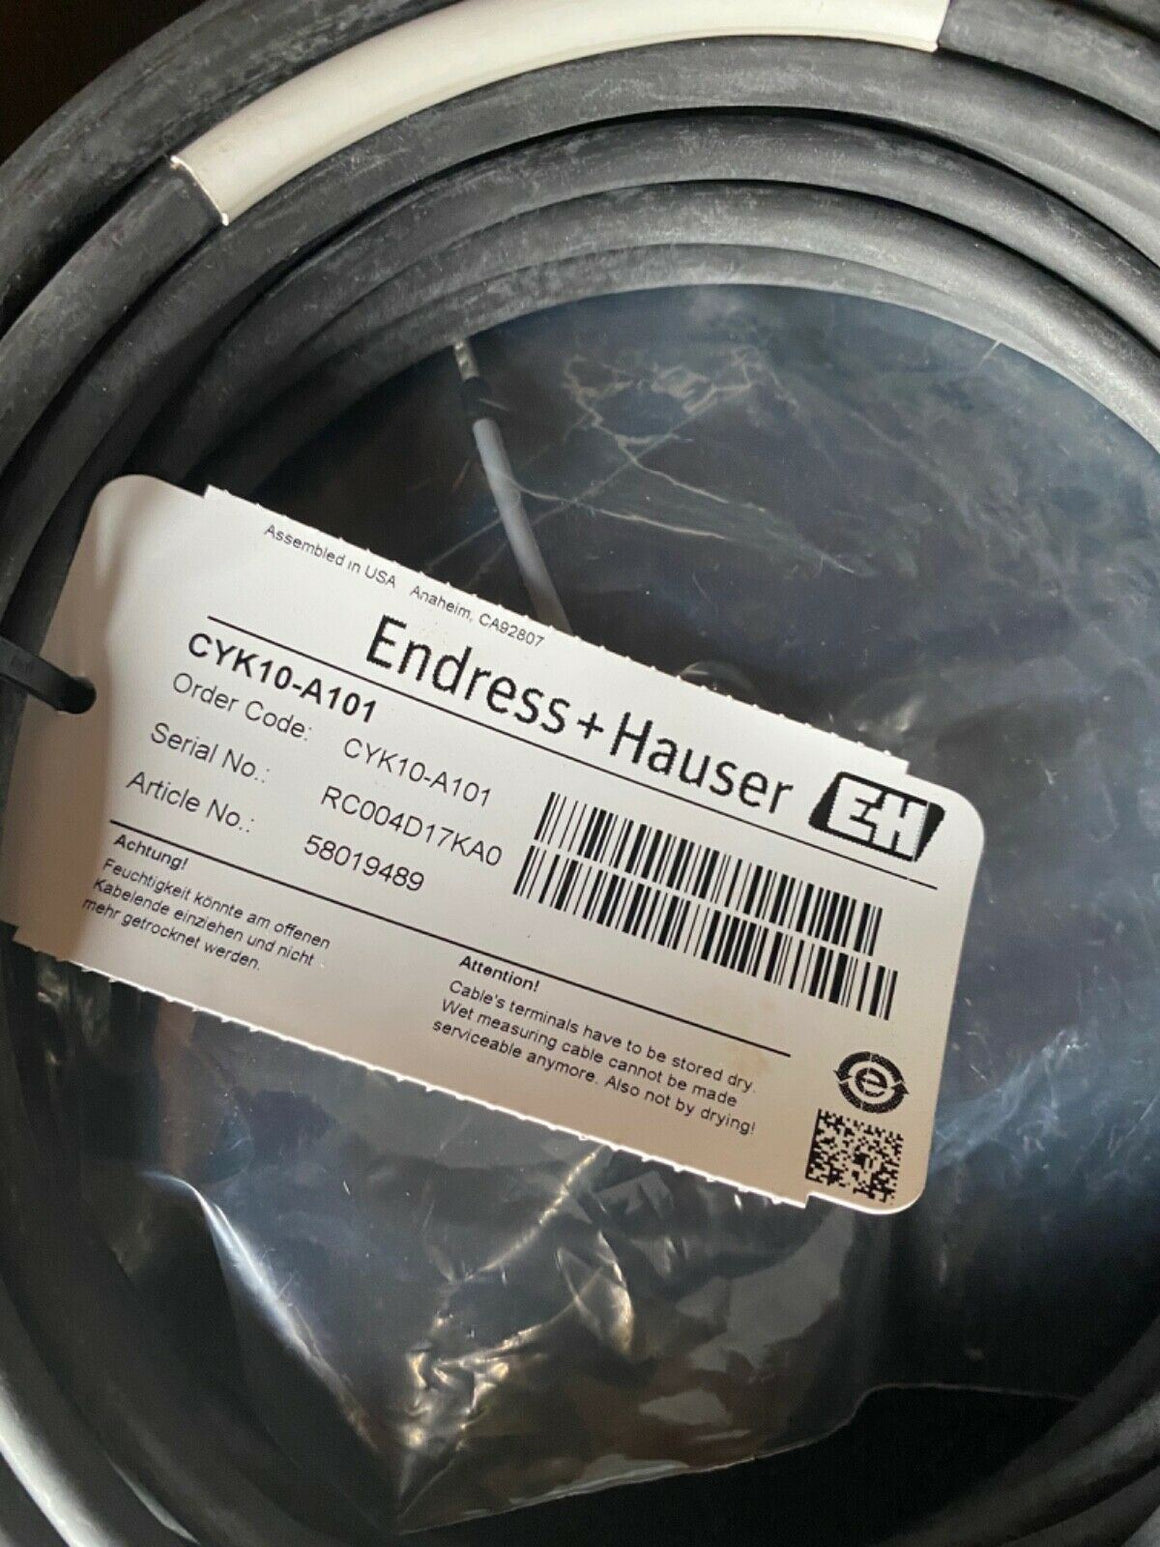 Assembled in USA Anaheim, CA92807
Endress+Hauser
EH
CYK10-A101
Order Code: CYK10-A101
Serial No.: RC004D17KA0
Article No.: 58019489
Achtung!
Feuchtigkeit könnte am offenen
Kabelende einziehen und nicht
mehr getrocknet werden.
Attention!
Cable's terminals have to be stored dry.
Wet measuring cable cannot be made
serviceable anymore. Also not by drying!
e